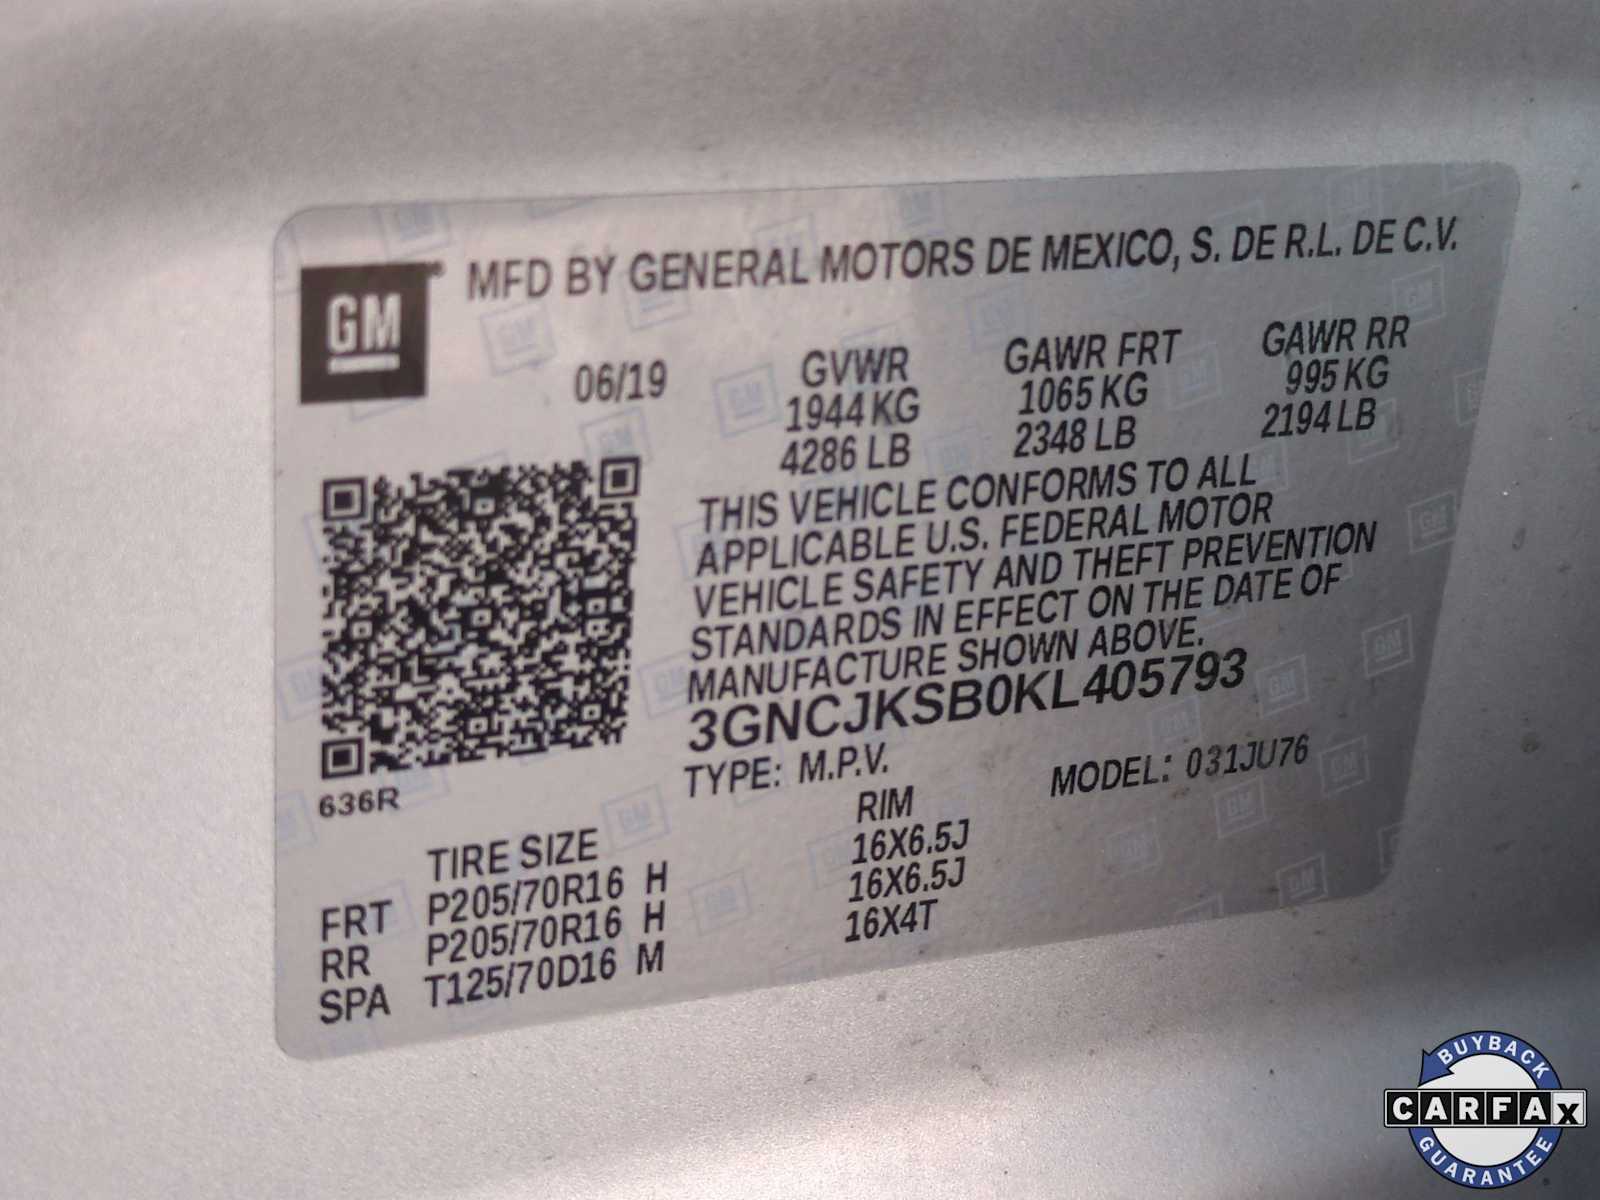 GM
MFD BY GENERAL MOTORS DE MEXICO, S. DE R.L. DE C.V.
06/19 GVWR GAWR FRT GAWR RR
1944 KG 1065 KG 995 KG
4286 LB 2348 LB 2194 LB
THIS VEHICLE CONFORMS TO ALL
APPLICABLE U.S. FEDERAL MOTOR
VEHICLE SAFETY AND THEFT PREVENTION
STANDARDS IN EFFECT ON THE DATE OF
MANUFACTURE SHOWN ABOVE.
3GNCJKSB0KL405793
TYPE: M.P.V. MODEL: 031JU76
636R
TIRE SIZE RIM
FRT P205/70R16 H 16X6.5J
RR P205/70R16 H 16X6.5J
SPA T125/70D16 M 16X4T
BUYBACK
CARFAX
GUARANTEE